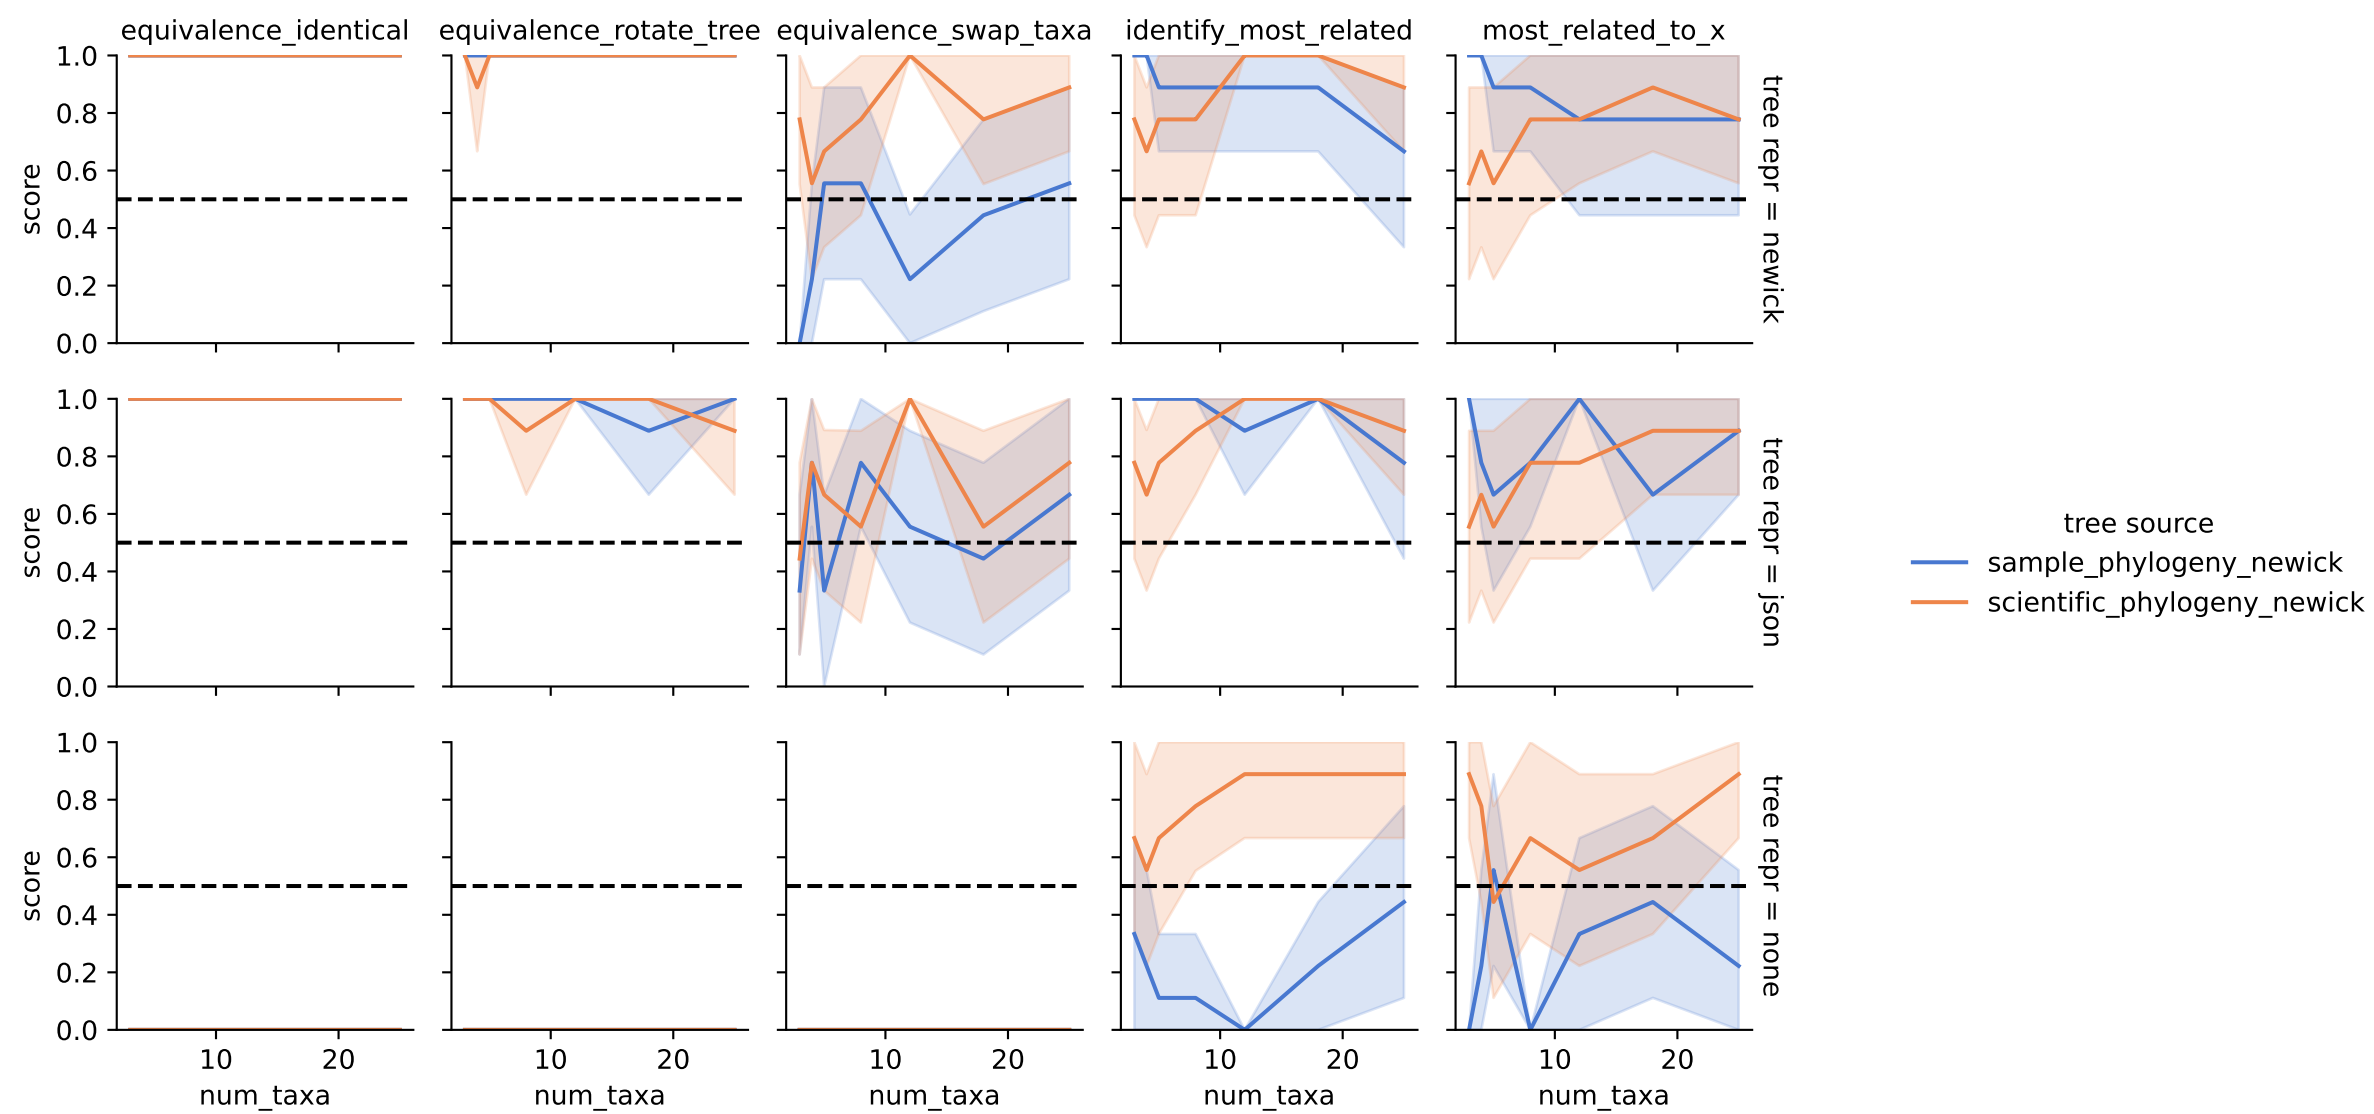 equivalence_identical equivalence_rotate_tree equivalence_swap_taxa identify_most_related most_related_to_x
1.0
0.8
0.6
0.4
0.2
0.0
score
tree repr = newick
1.0
0.8
0.6
0.4
0.2
0.0
score
tree repr = json
tree source
sample_phylogeny_newick
scientific_phylogeny_newick
1.0
0.8
0.6
0.4
0.2
0.0
score
tree repr = none
10 20 10 20 10 20 10 20 10 20
num_taxa num_taxa num_taxa num_taxa num_taxa